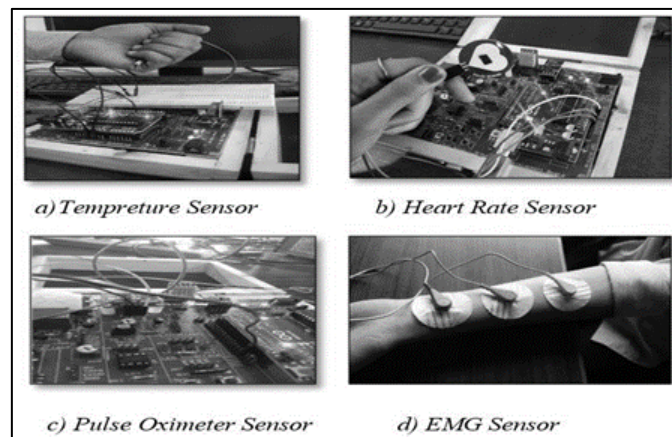 a) Tempreture Sensor
b) Heart Rate Sensor
c) Pulse Oximeter Sensor
d) EMG Sensor